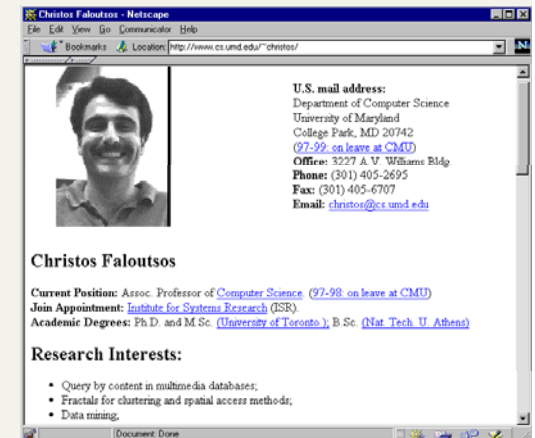 Christos Faloutsos - Netscape
File Edit View Go Communicator Help
Bookmarks Location: http://www.cs.umd.edu/~christos/
U.S. mail address:
Department of Computer Science
University of Maryland
College Park, MD 20742
(97-99: on leave at CMU)
Office: 3227 A.V. Williams Bldg.
Phone: (301) 405-2695
Fax: (301) 405-6707
Email: christos@cs.umd.edu
Christos Faloutsos
Current Position: Assoc. Professor of Computer Science. (97-98: on leave at CMU)
Join Appointment: Institute for Systems Research (ISR).
Academic Degrees: Ph.D. and M.Sc. (University of Toronto.); B.Sc. (Nat. Tech. U. Athens)
Research Interests:
• Query by content in multimedia databases;
• Fractals for clustering and spatial access methods;
• Data mining;
Document: Done